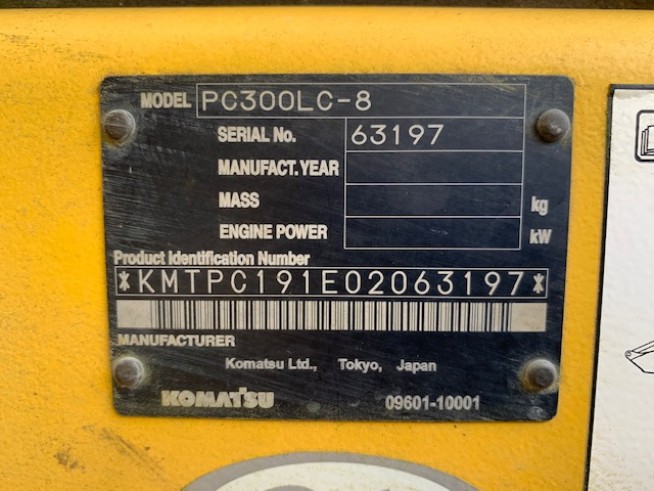 MODEL PC300LC-8
SERIAL No. 63197
MANUFACT. YEAR
MASS kg
ENGINE POWER kW
Product Identification Number
*KMTPC191E02063197*
MANUFACTURER
Komatsu Ltd., Tokyo, Japan
KOMATSU 09601-10001